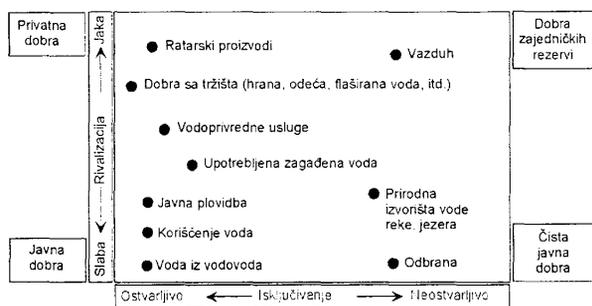 Privatna
dobra
Jaka
Rivalizacija
Slaba
Javna
dobra
Ratarski proizvodi
Vazduh
Dobra sa tržišta (hrana, odeća, flaširana voda, itd.)
Vodoprivredne usluge
Upotrebljena zagađena voda
Javna plovidba
Prirodna
izvorišta vode
reke. jezera
Korišćenje voda
Voda iz vodovoda
Odbrana
Dobra
zajedničkih
rezervi
Čista
javna
dobra
Ostvarljivo
Isključivanje
Neostvarljivo